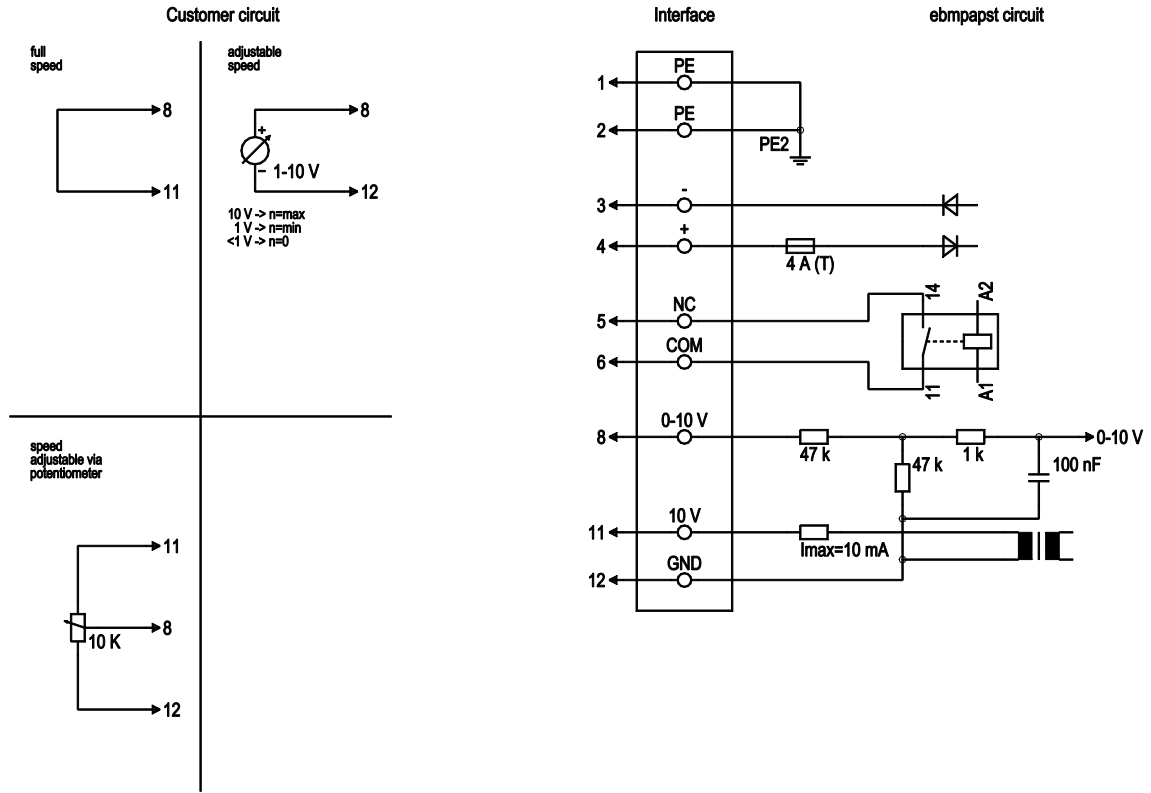 Customer circuit
Interface
ebmpapst circuit
full
speed
8
11
adjustable
speed
8
+
–
1-10 V
12
10 V -> n=max
1 V -> n=min
<1 V -> n=0
speed
adjustable via
potentiometer
11
8
10 K
12
1
PE
2
PE
PE2
3
-
4
+
4 A (T)
5
NC
14
A2
6
COM
11
A1
8
0-10 V
47 k
47 k
1 k
100 nF
0-10 V
11
10 V
Imax=10 mA
12
GND